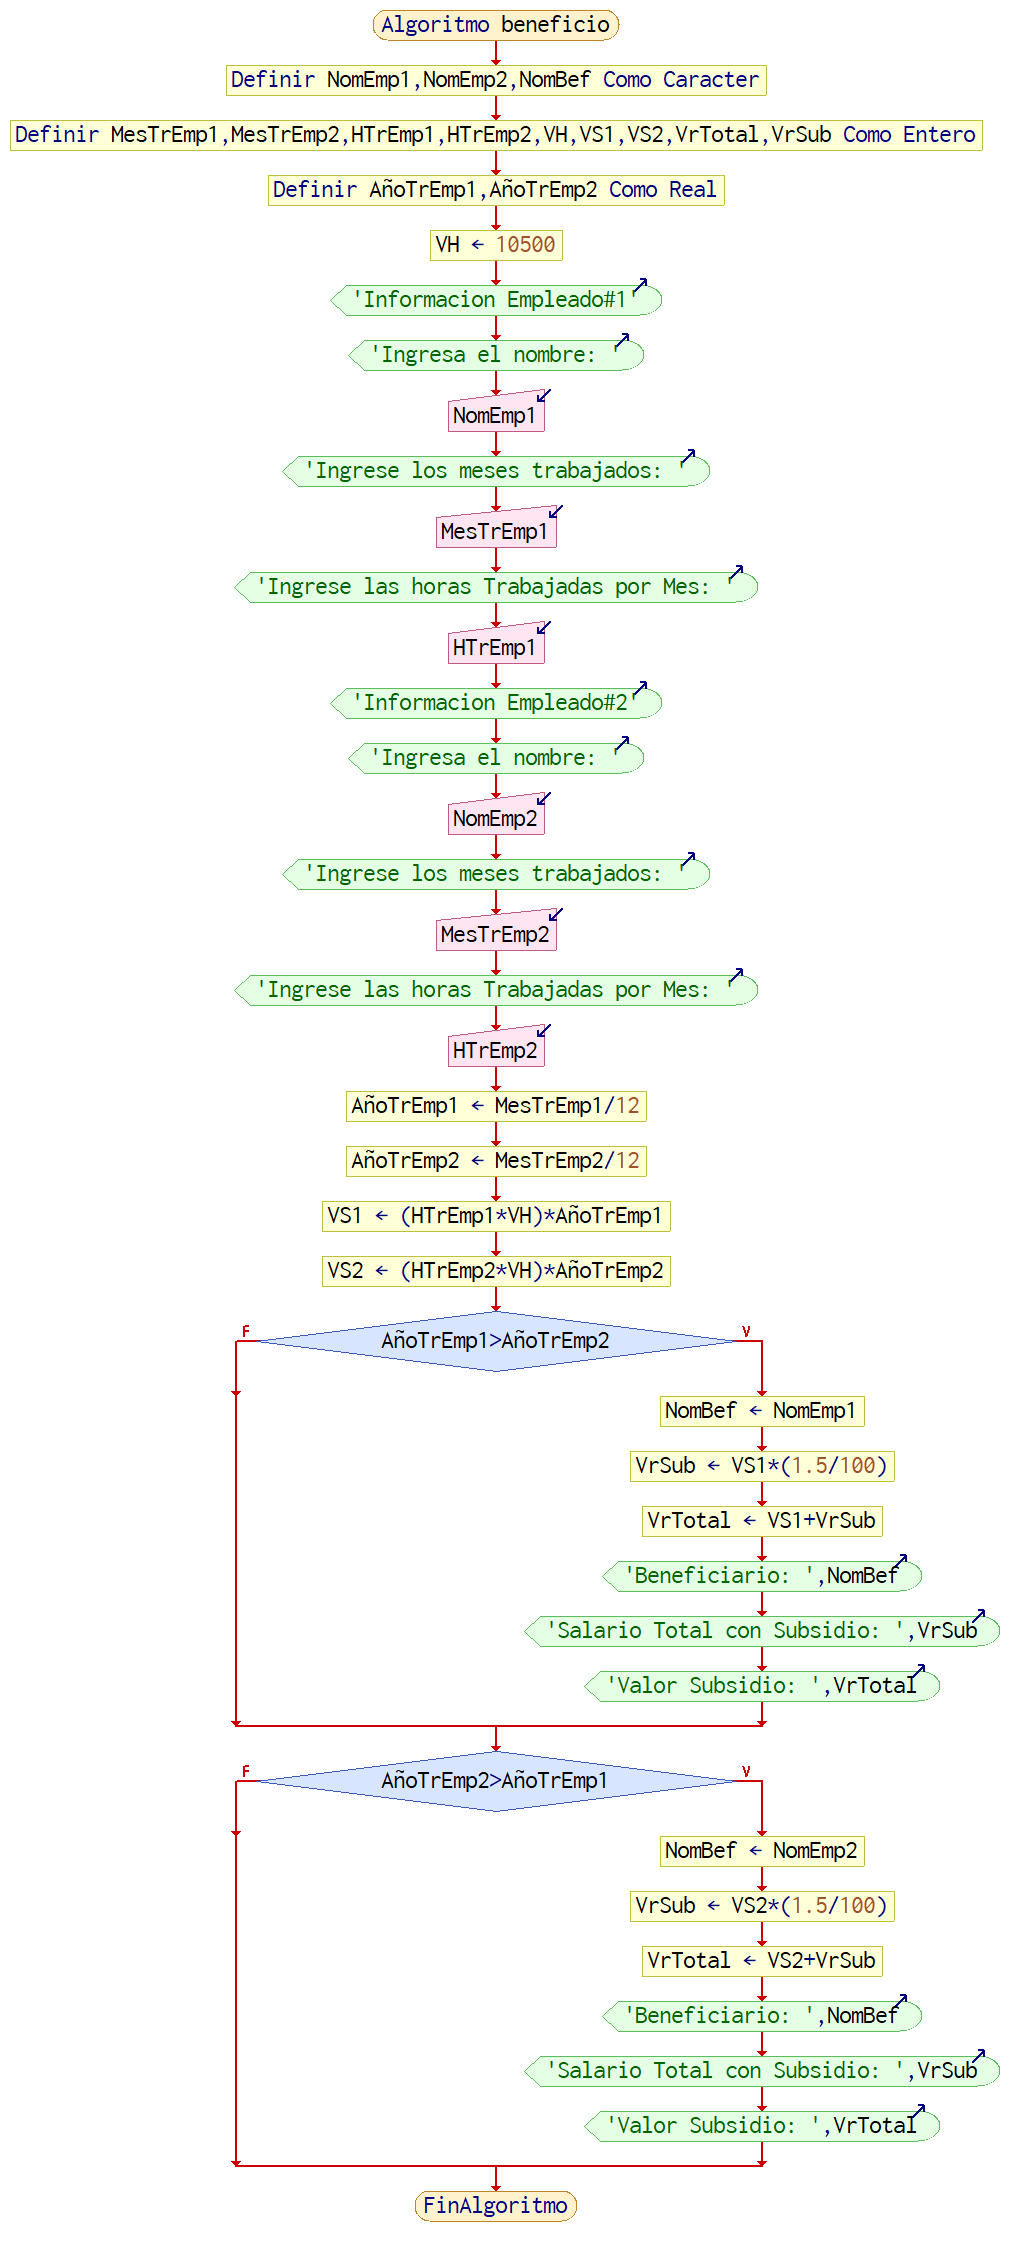 Algoritmo beneficio
Definir NomEmp1,NomEmp2,NomBef Como Caracter
Definir MesTrEmp1,MesTrEmp2,HTrEmp1,HTrEmp2,VH,VS1,VS2,VrTotal,VrSub Como Entero
Definir AñoTrEmp1,AñoTrEmp2 Como Real
VH ← 10500
'Informacion Empleado#1'
'Ingresa el nombre: '
NomEmp1
'Ingrese los meses trabajados: '
MesTrEmp1
'Ingrese las horas Trabajadas por Mes: '
HTrEmp1
'Informacion Empleado#2'
'Ingresa el nombre: '
NomEmp2
'Ingrese los meses trabajados: '
MesTrEmp2
'Ingrese las horas Trabajadas por Mes: '
HTrEmp2
AñoTrEmp1 ← MesTrEmp1/12
AñoTrEmp2 ← MesTrEmp2/12
VS1 ← (HTrEmp1*VH)*AñoTrEmp1
VS2 ← (HTrEmp2*VH)*AñoTrEmp2
F
V
AñoTrEmp1>AñoTrEmp2
NomBef ← NomEmp1
VrSub ← VS1*(1.5/100)
VrTotal ← VS1+VrSub
'Beneficiario: ',NomBef
'Salario Total con Subsidio: ',VrSub
'Valor Subsidio: ',VrTotal
F
V
AñoTrEmp2>AñoTrEmp1
NomBef ← NomEmp2
VrSub ← VS2*(1.5/100)
VrTotal ← VS2+VrSub
'Beneficiario: ',NomBef
'Salario Total con Subsidio: ',VrSub
'Valor Subsidio: ',VrTotal
FinAlgoritmo